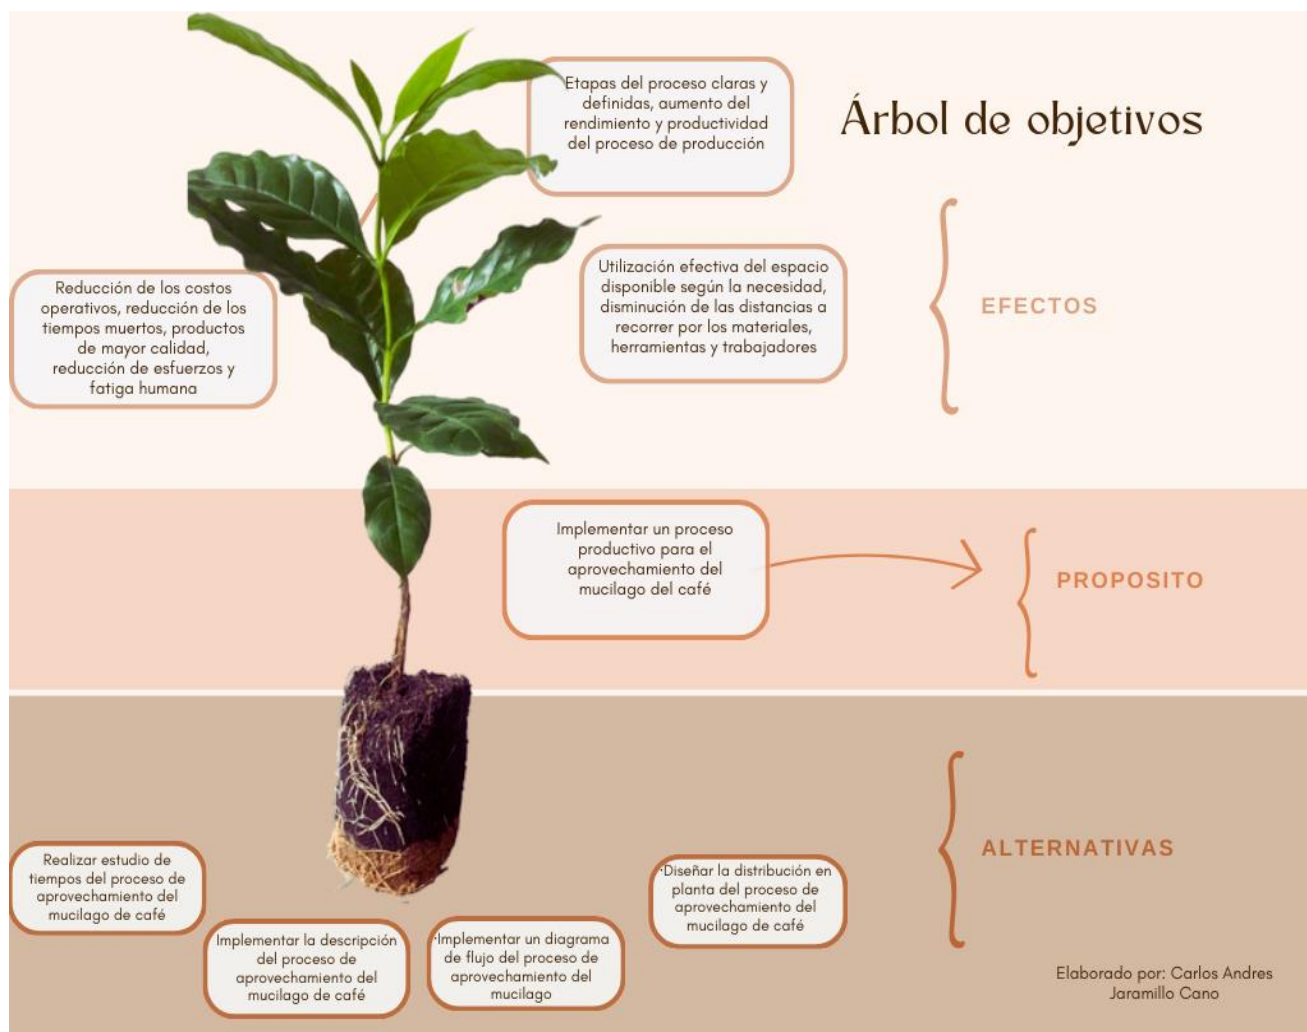 Árbol de objetivos
Etapas del proceso claras y
definidas, aumento del
rendimiento y productividad
del proceso de producción
Utilización efectiva del espacio
disponible según la necesidad,
disminución de las distancias a
recorrer por los materiales,
herramientas y trabajadores
Reducción de los costos
operativos, reducción de los
tiempos muertos, productos
de mayor calidad,
reducción de esfuerzos y
fatiga humana
EFECTOS
Implementar un proceso
productivo para el
aprovechamiento del
mucilago del café
PROPOSITO
ALTERNATIVAS
Realizar estudio de
tiempos del proceso de
aprovechamiento del
mucilago de café
Implementar la descripción
del proceso de
aprovechamiento del
mucilago de café
·Implementar un diagrama
de flujo del proceso de
aprovechamiento del
mucilago
·Diseñar la distribución en
planta del proceso de
aprovechamiento del
mucilago de café
Elaborado por: Carlos Andres
Jaramillo Cano